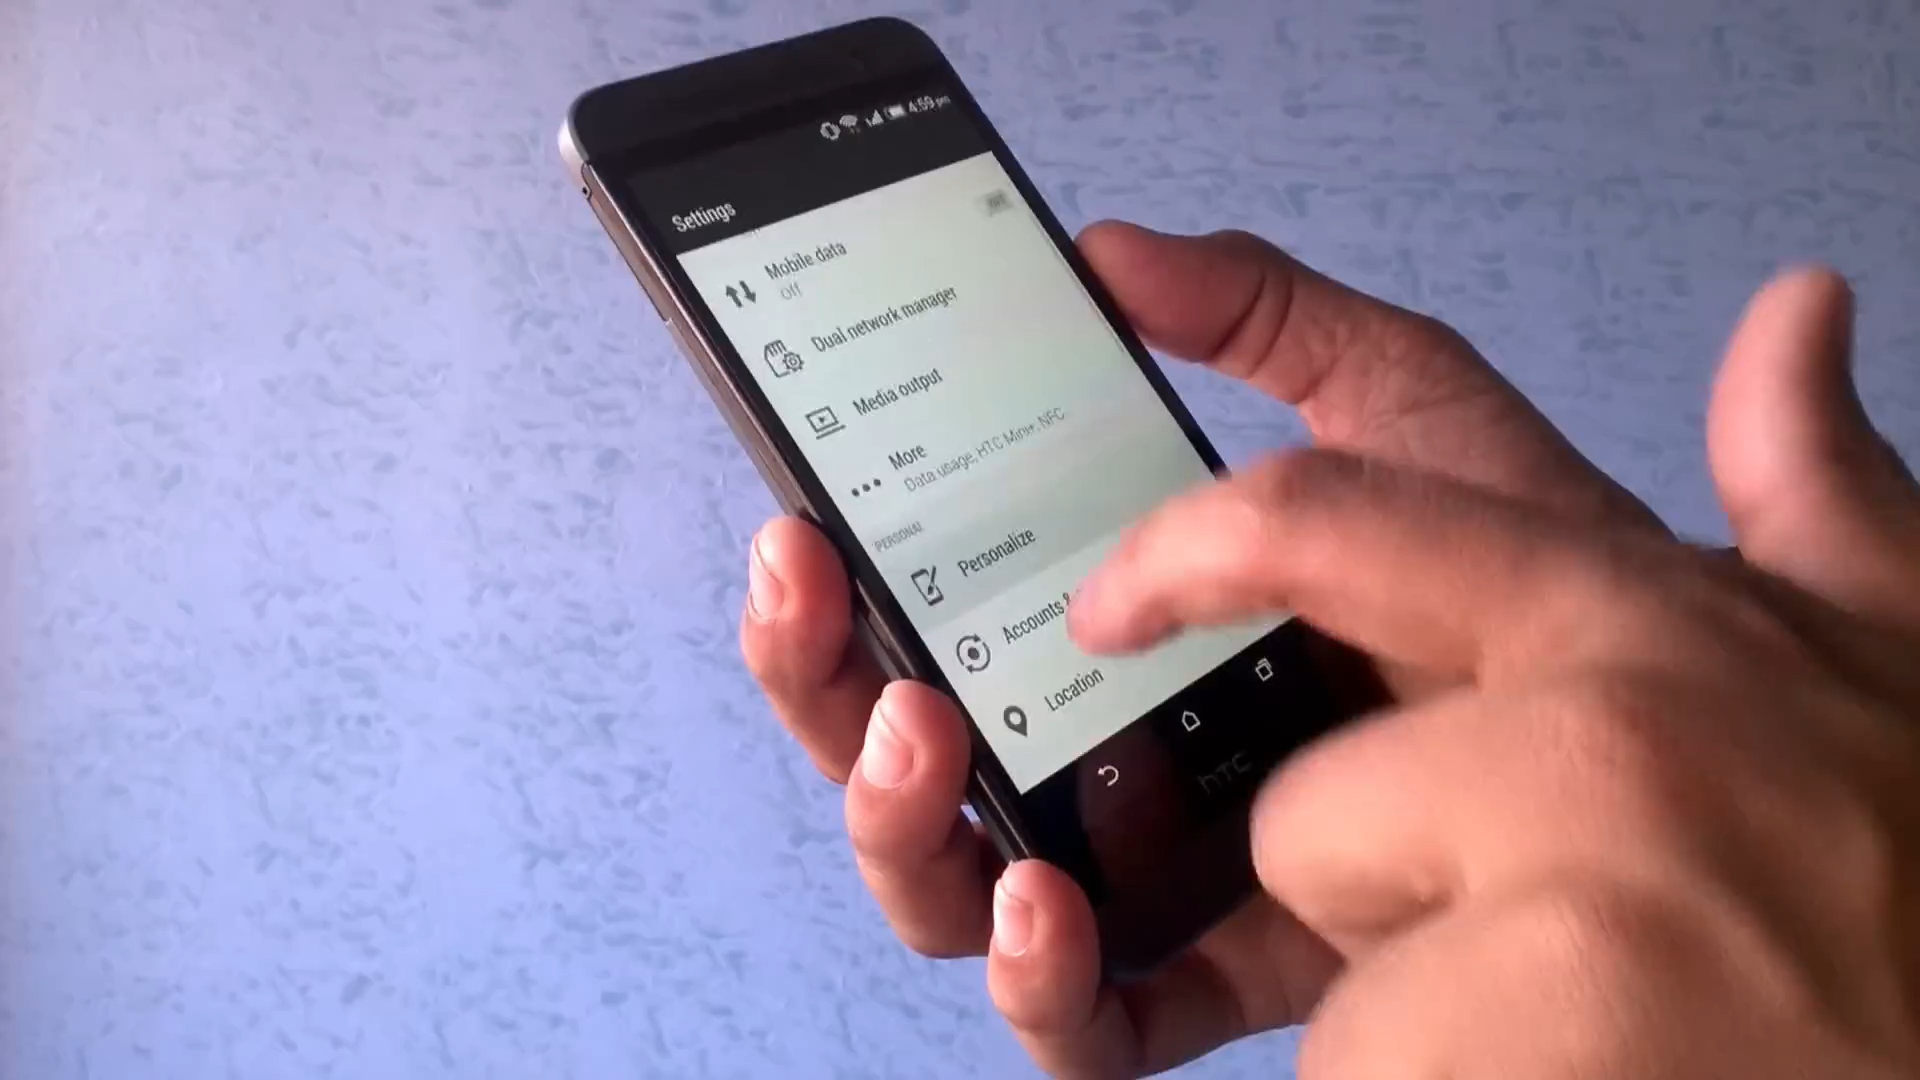 4:59 pm
Settings
OFF
Mobile data
Off
Dual network manager
Media output
More
Data usage, HTC Mini+, NFC
PERSONAL
Personalize
Accounts &
Location
hTC